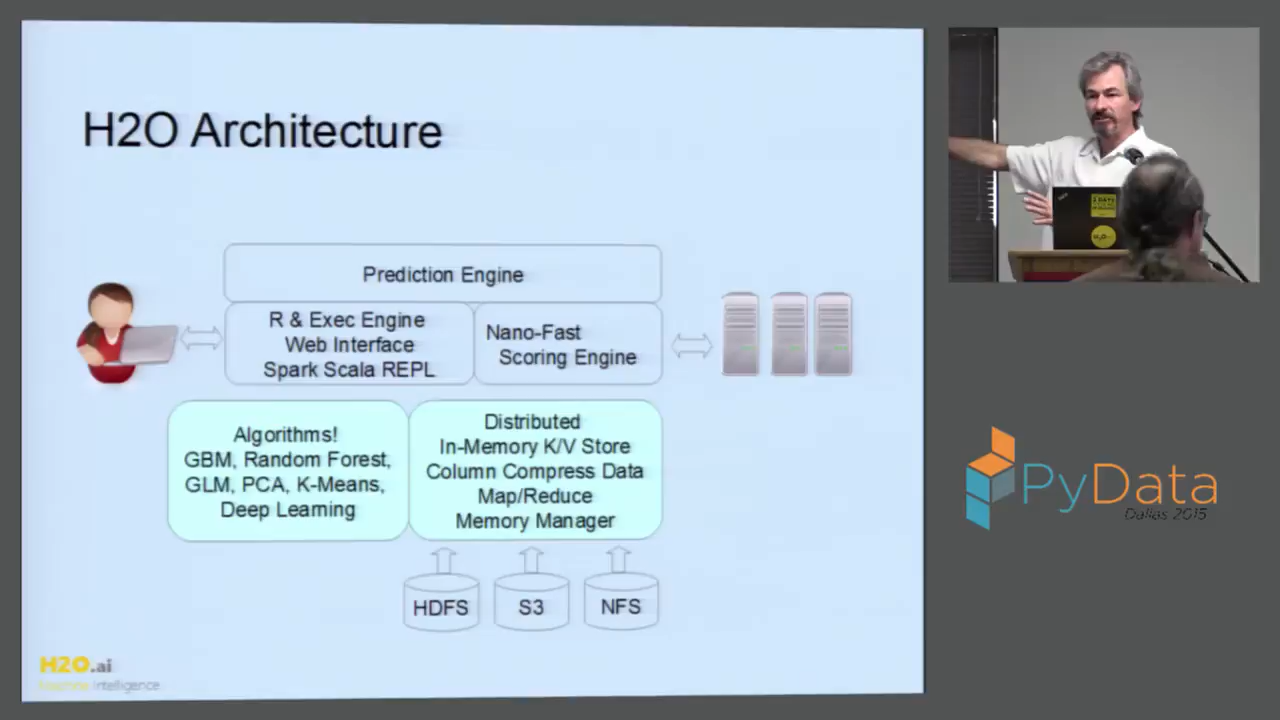 H2O Architecture
Prediction Engine
R & Exec Engine
Web Interface
Spark Scala REPL
Nano-Fast
Scoring Engine
Algorithms!
GBM, Random Forest,
GLM, PCA, K-Means,
Deep Learning
Distributed
In-Memory K/V Store
Column Compress Data
Map/Reduce
Memory Manager
HDFS
S3
NFS
H2O.ai
intelligence
PyData
Dallas 2015